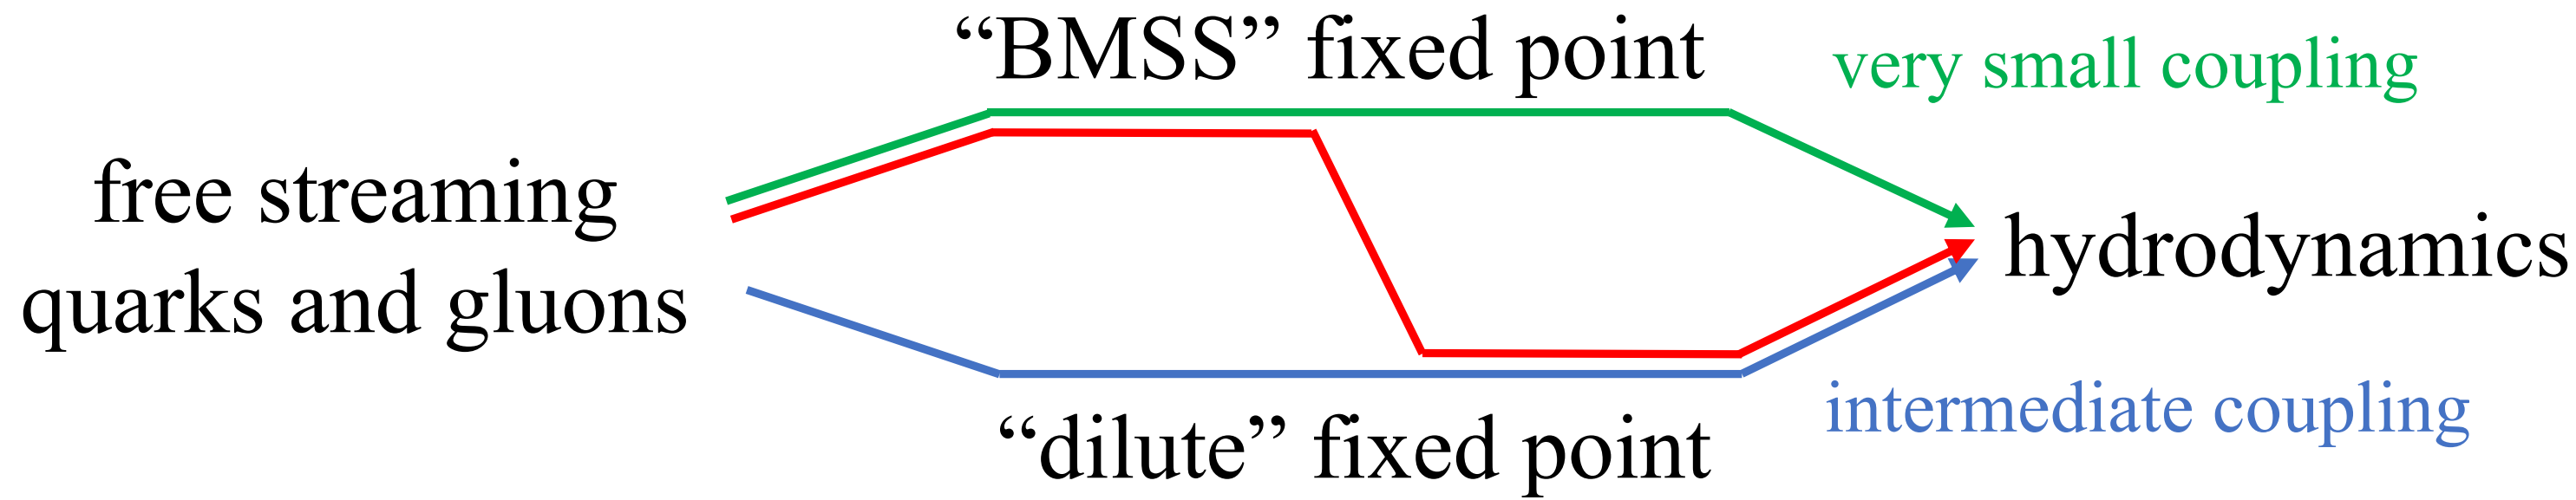 “BMSS” fixed point
very small coupling
free streaming
quarks and gluons
hydrodynamics
intermediate coupling
“dilute” fixed point